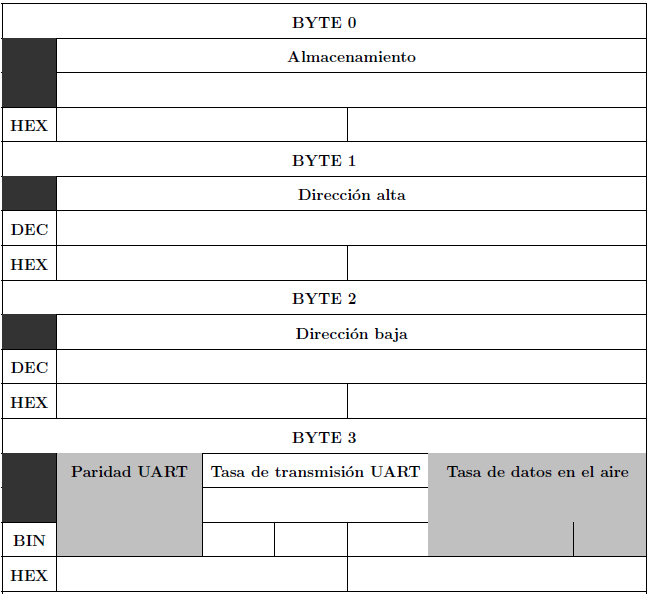 BYTE 0
Almacenamiento
HEX
BYTE 1
Dirección alta
DEC
HEX
BYTE 2
Dirección baja
DEC
HEX
BYTE 3
Paridad UART Tasa de transmisión UART Tasa de datos en el aire
BIN
HEX